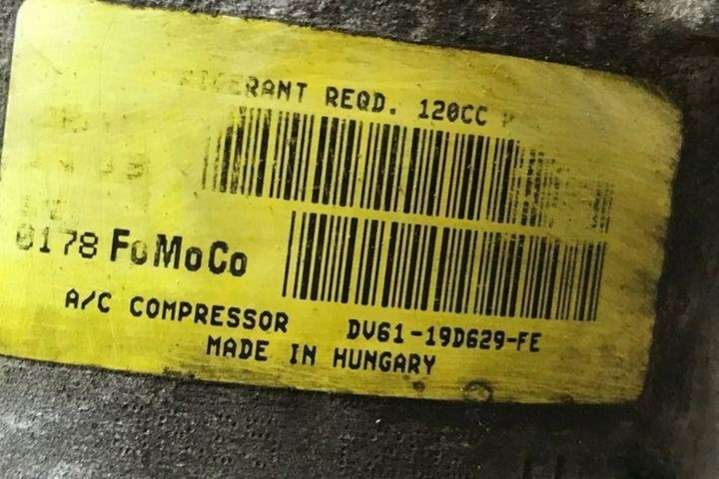 REQD. 120CC
0178 FoMoCo
A/C COMPRESSOR DV61-19D629-FE
MADE IN HUNGARY